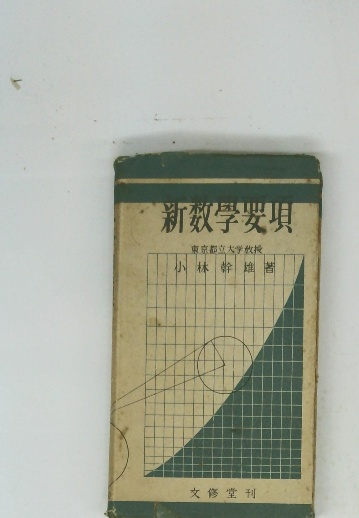 新数學要項
東京都立大学教授
小林幹雄著
文修堂刊